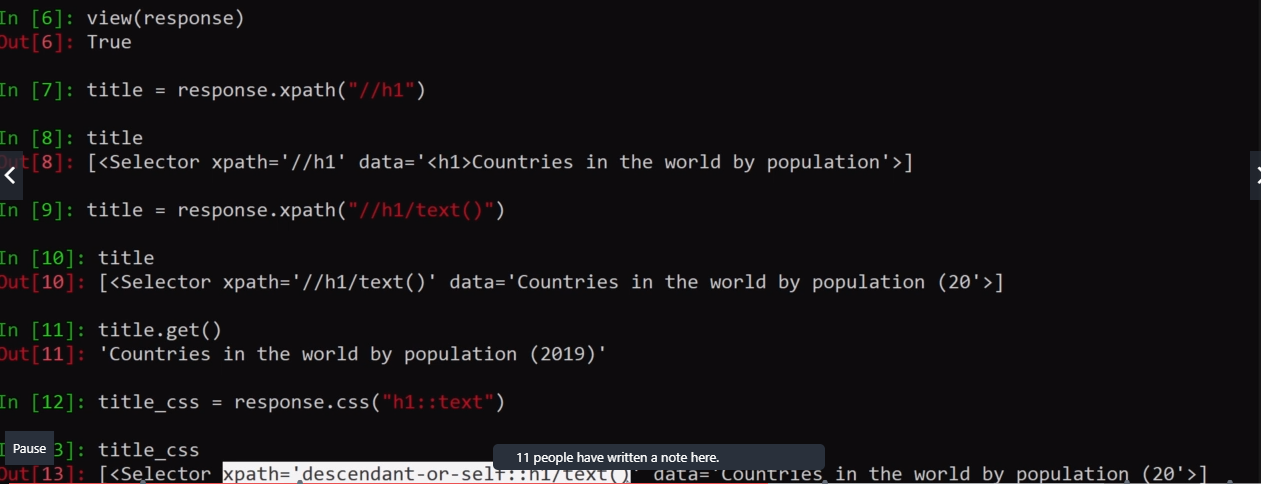 In [6]: view(response)
Out[6]: True
In [7]: title = response.xpath("//h1")
In [8]: title
Out[8]: [<Selector xpath='//h1' data='<h1>Countries in the world by population'>]
In [9]: title = response.xpath("//h1/text()")
In [10]: title
Out[10]: [<Selector xpath='//h1/text()' data='Countries in the world by population (20'>]
In [11]: title.get()
Out[11]: 'Countries in the world by population (2019)'
In [12]: title_css = response.css("h1::text")
Pause 3]: title_css
11 people have written a note here.
Out[13]: [<Selector xpath='descendant-or-self::h1/text()' data='Countries in the world by population (20'>]